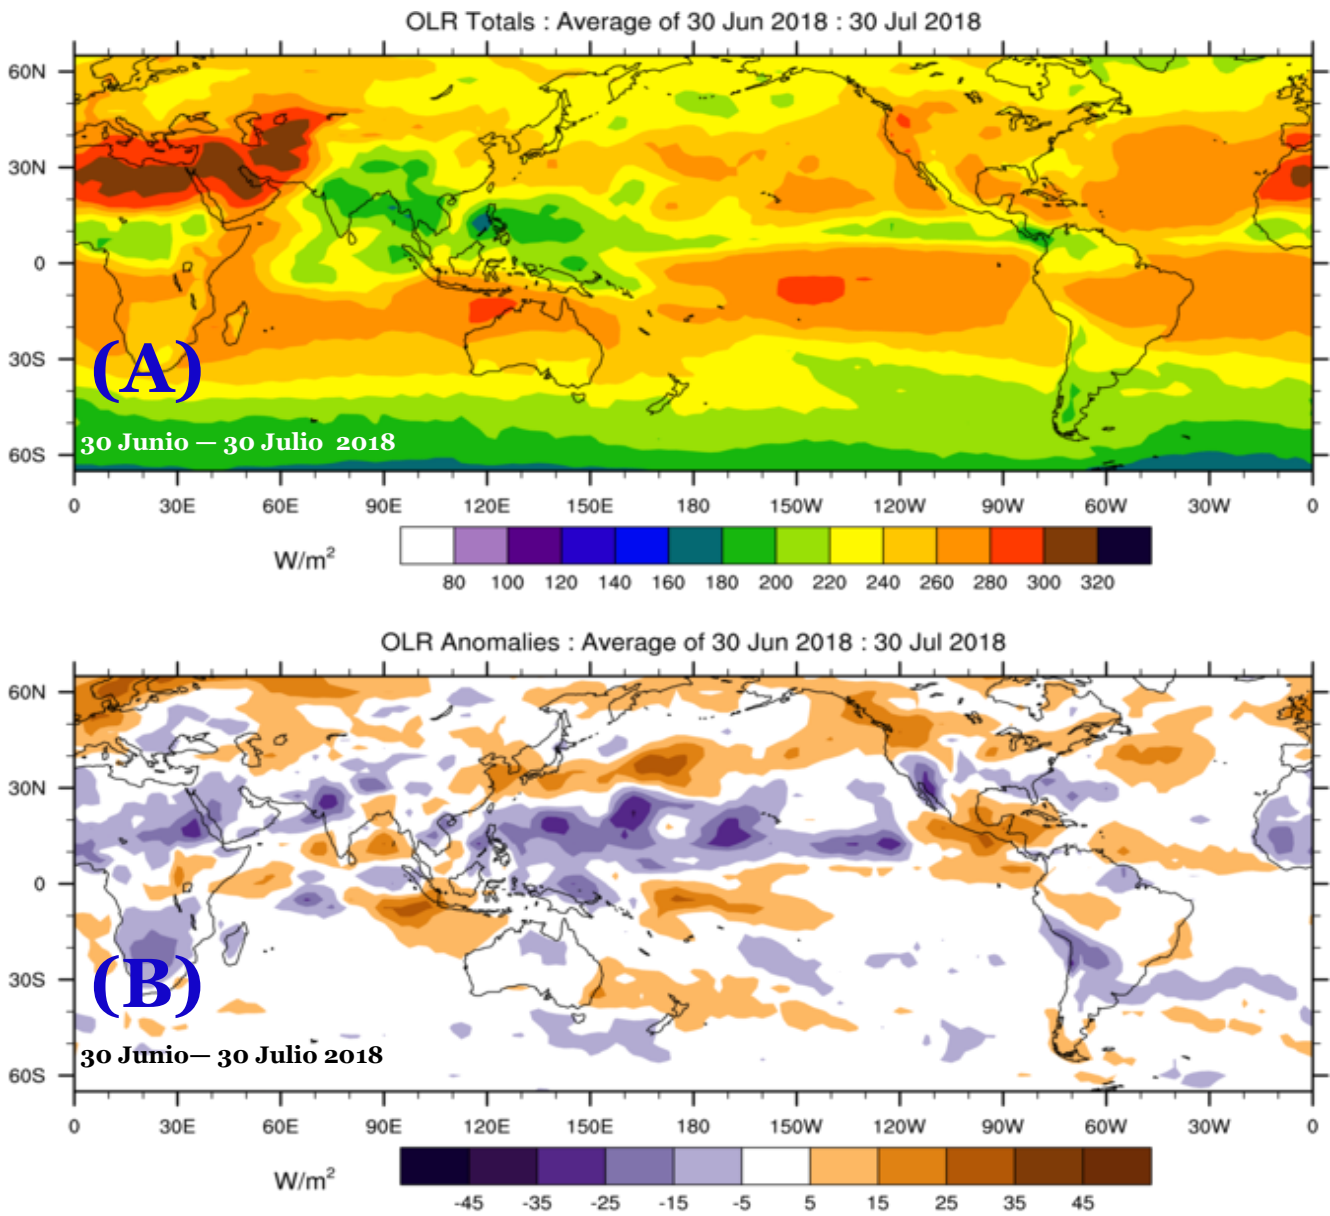 OLR Totals : Average of 30 Jun 2018 : 30 Jul 2018
60N
30N
0
30S
60S
(A)
30 Junio — 30 Julio 2018
0 30E 60E 90E 120E 150E 180 150W 120W 90W 60W 30W 0
W/m²
80 100 120 140 160 180 200 220 240 260 280 300 320
OLR Anomalies : Average of 30 Jun 2018 : 30 Jul 2018
60N
30N
0
30S
60S
(B)
30 Junio— 30 Julio 2018
0 30E 60E 90E 120E 150E 180 150W 120W 90W 60W 30W 0
W/m²
-45 -35 -25 -15 -5 5 15 25 35 45